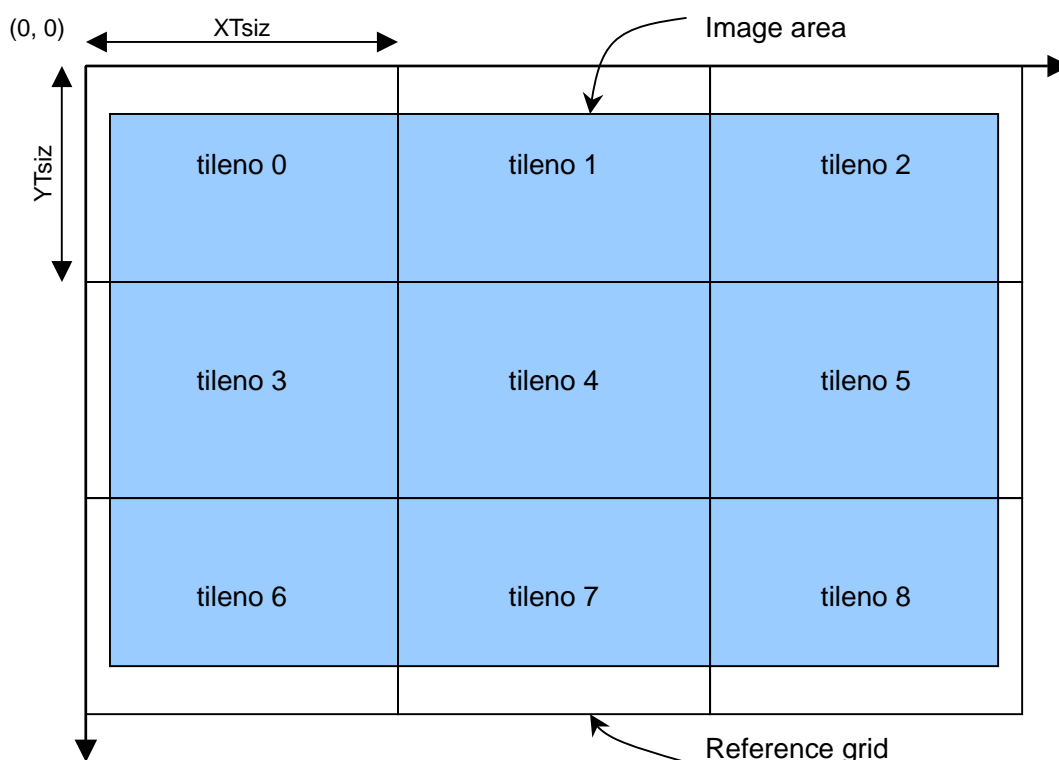 (0, 0)
XTsiz
Image area
YTsiz
tileno 0
tileno 1
tileno 2
tileno 3
tileno 4
tileno 5
tileno 6
tileno 7
tileno 8
Reference grid